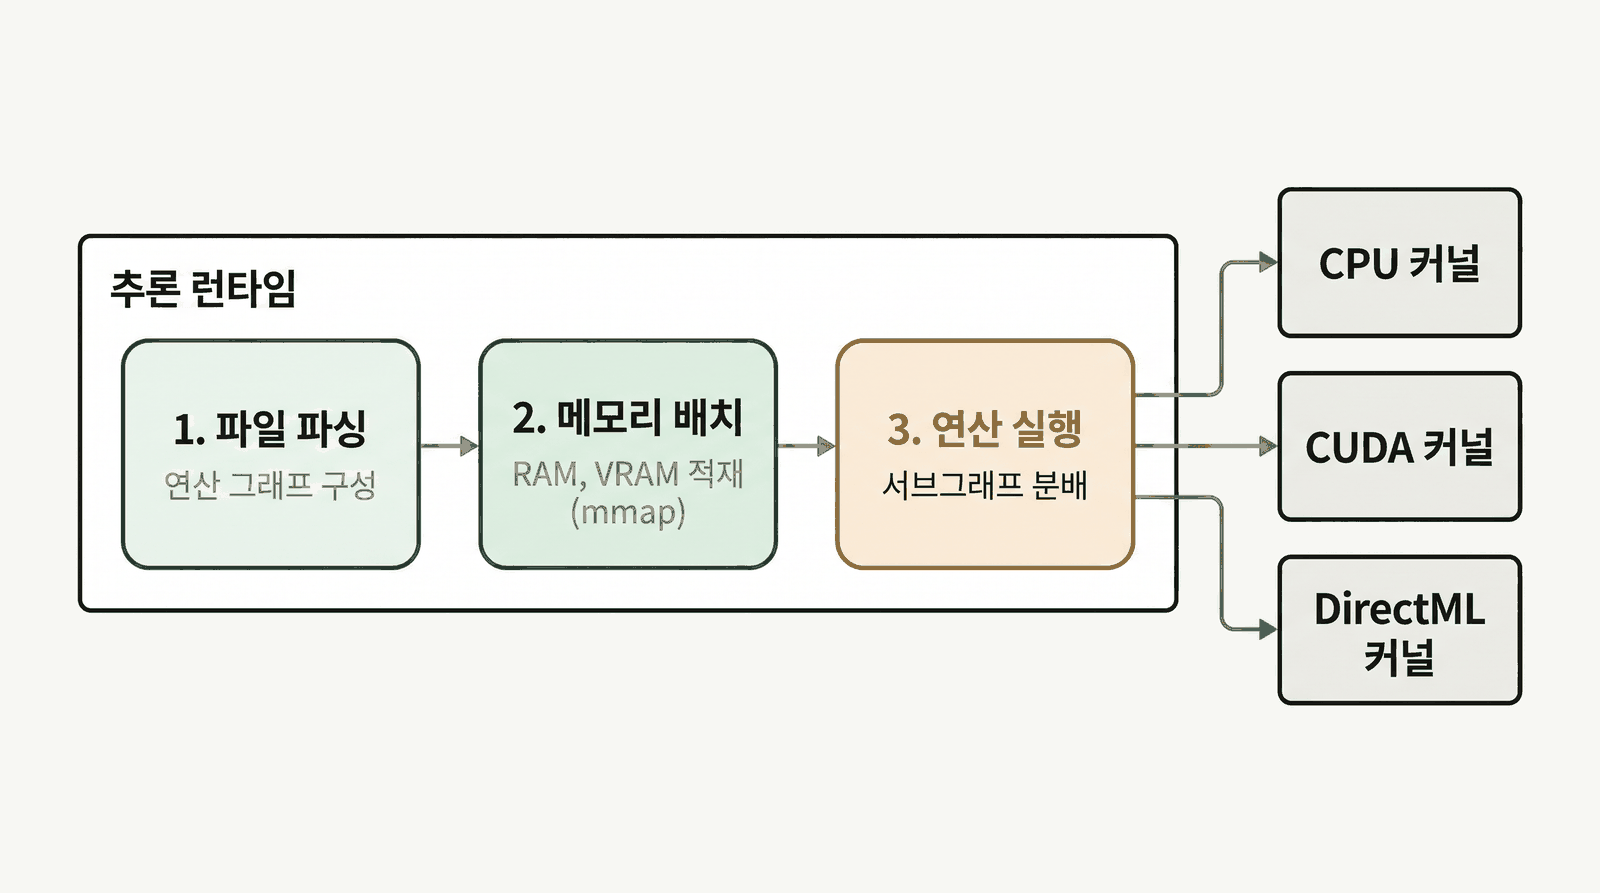 추론 런타임
1. 파일 파싱
연산 그래프 구성
2. 메모리 배치
RAM, VRAM 적재
(mmap)
3. 연산 실행
서브그래프 분배
CPU 커널
CUDA 커널
DirectML
커널